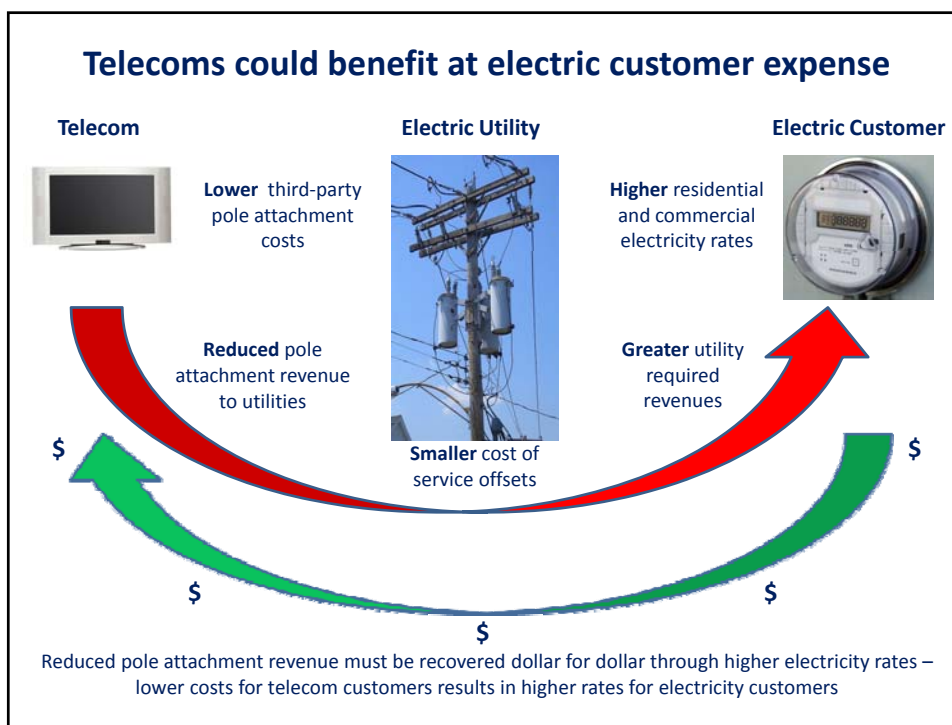 Telecoms could benefit at electric customer expense
Telecom
Electric Utility
Electric Customer
Lower third-party
pole attachment
costs
Higher residential
and commercial
electricity rates
Reduced pole
attachment revenue
to utilities
Greater utility
required
revenues
Smaller cost of
service offsets
$
$
$
$
$
Reduced pole attachment revenue must be recovered dollar for dollar through higher electricity rates –
lower costs for telecom customers results in higher rates for electricity customers